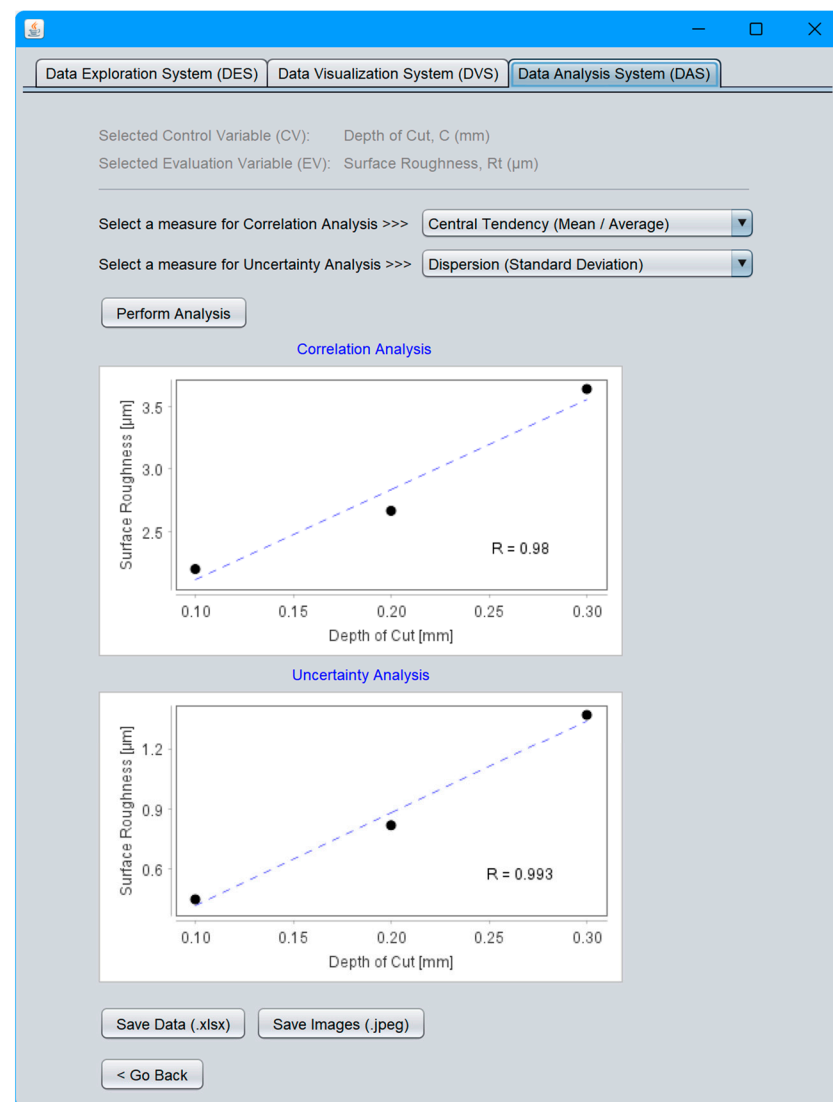 Data Exploration System (DES) Data Visualization System (DVS) Data Analysis System (DAS)
Selected Control Variable (CV): Depth of Cut, C (mm)
Selected Evaluation Variable (EV): Surface Roughness, Rt (μm)
Select a measure for Correlation Analysis >>> Central Tendency (Mean / Average)
Select a measure for Uncertainty Analysis >>> Dispersion (Standard Deviation)
Perform Analysis
Correlation Analysis
Surface Roughness [μm]
3.5
3.0
2.5
R = 0.98
0.10 0.15 0.20 0.25 0.30
Depth of Cut [mm]
Uncertainty Analysis
Surface Roughness [μm]
1.2
0.9
0.6
R = 0.993
0.10 0.15 0.20 0.25 0.30
Depth of Cut [mm]
Save Data (.xlsx) Save Images (.jpeg)
< Go Back